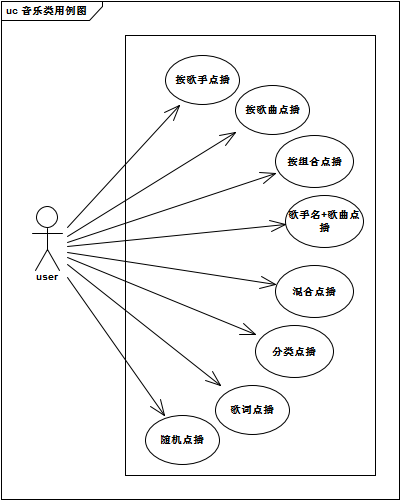 uc 音乐类用例图
按歌手点播
按歌曲点播
按组合点播
歌手名+歌曲点
播
user
混合点播
分类点播
歌词点播
随机点播